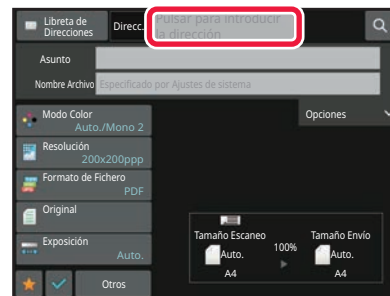 Libreta de
Direcciones
Direcc.
Pulsar para introducir
la dirección
Asunto
Nombre Archivo
Especificado por Ajustes de sistema
Modo Color
Auto./Mono 2
Opciones
Resolución
200x200ppp
Formato de Fichero
PDF
Original
Exposición
Auto.
Tamaño Escaneo
100%
Tamaño Envío
Auto.
Auto.
A4
A4
Otros